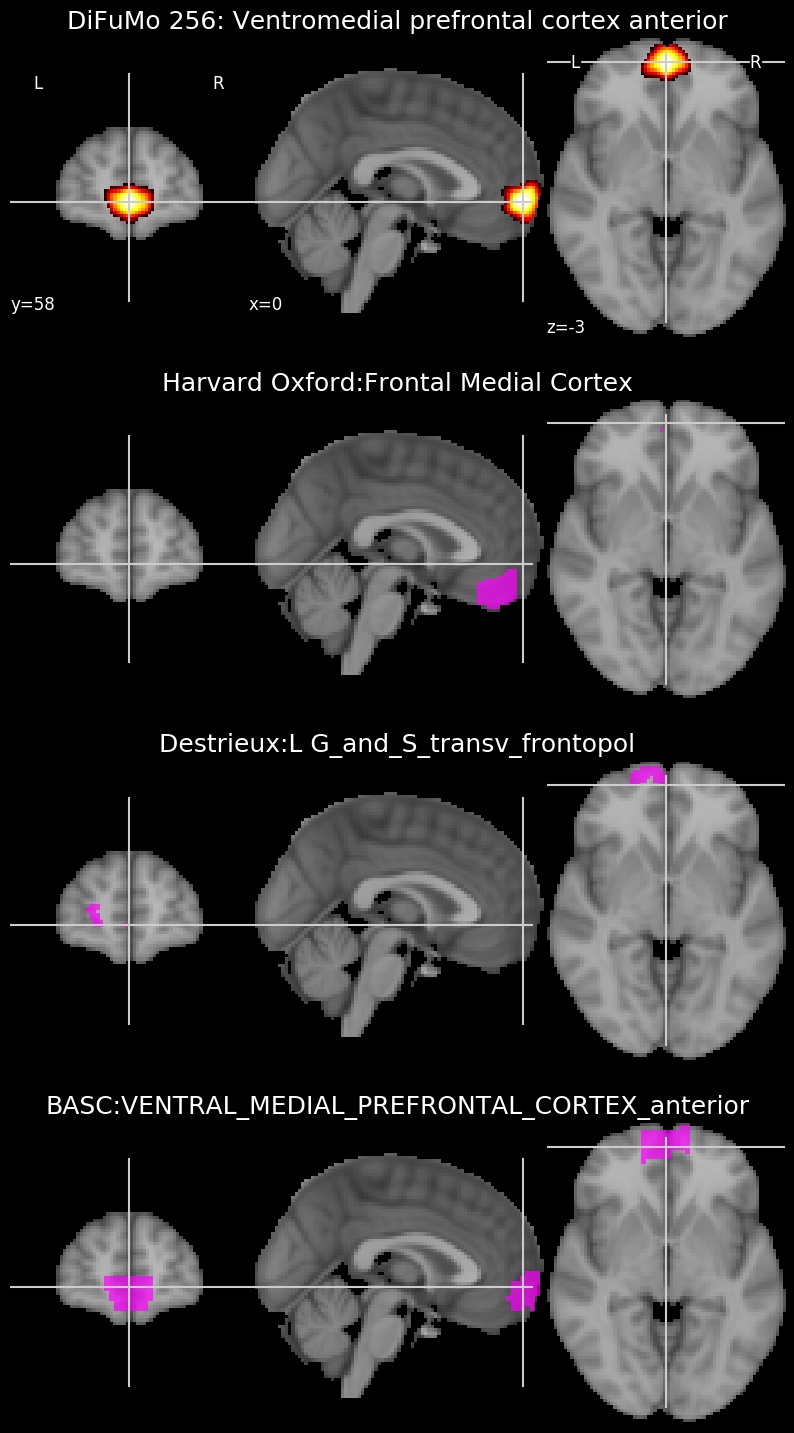 DiFuMo 256: Ventromedial prefrontal cortex anterior
L R
L R
y=58
x=0
z=-3
Harvard Oxford:Frontal Medial Cortex
Destrieux:L G_and_S_transv_frontopol
BASC:VENTRAL_MEDIAL_PREFRONTAL_CORTEX_anterior